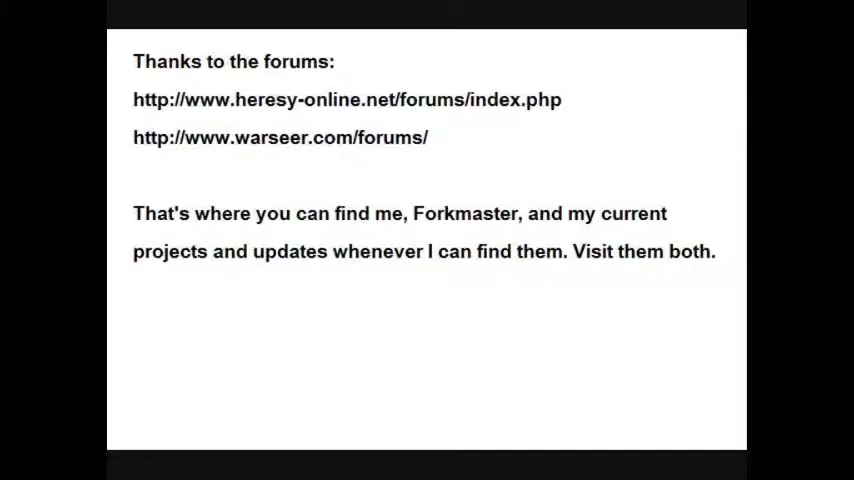 Thanks to the forums:
http://www.heresy-online.net/forums/index.php
http://www.warseer.com/forums/
That's where you can find me, Forkmaster, and my current
projects and updates whenever I can find them. Visit them both.